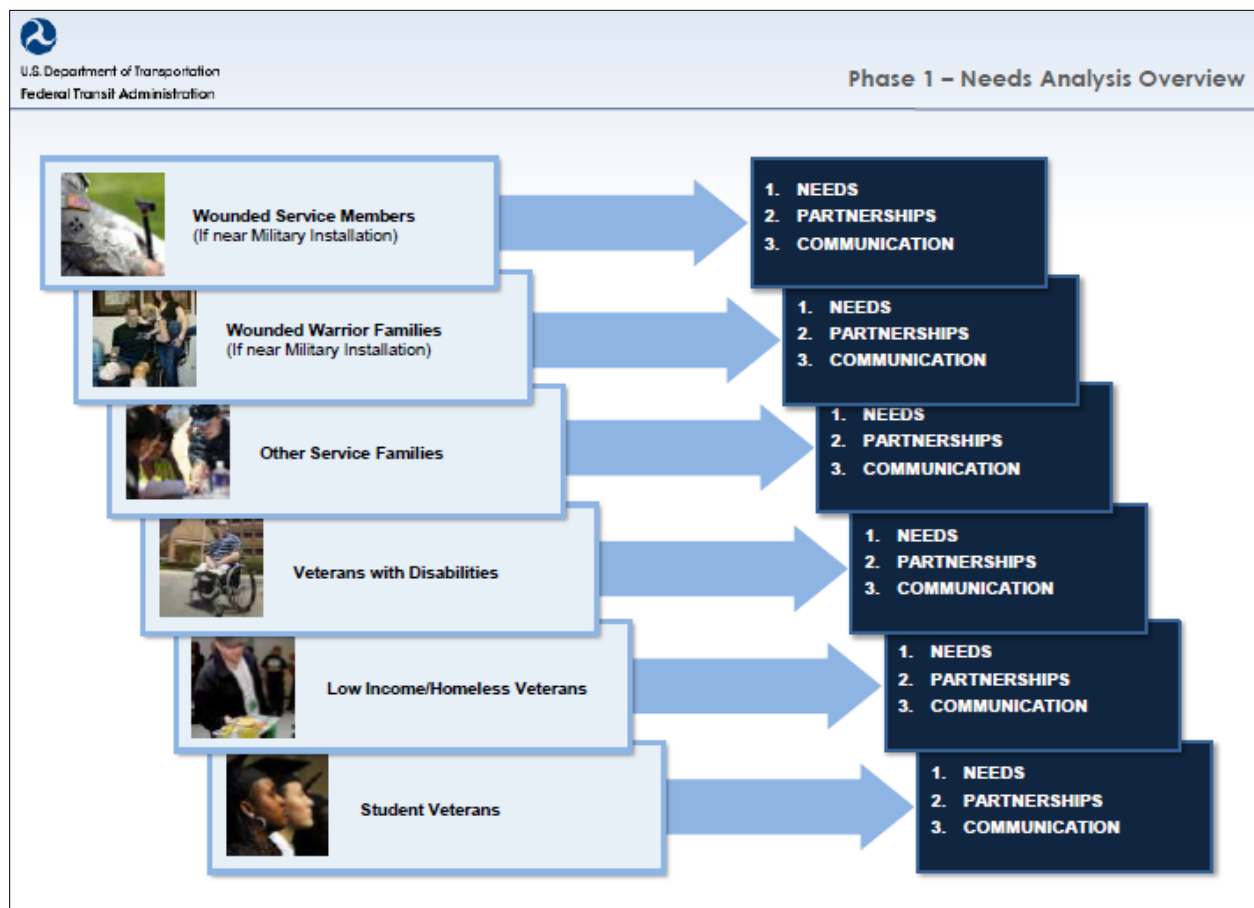 U.S. Department of Transportation
Federal Transit Administration
Phase 1 – Needs Analysis Overview
Wounded Service Members
(If near Military Installation)
1. NEEDS
2. PARTNERSHIPS
3. COMMUNICATION
Wounded Warrior Families
(If near Military Installation)
1. NEEDS
2. PARTNERSHIPS
3. COMMUNICATION
Other Service Families
1. NEEDS
2. PARTNERSHIPS
3. COMMUNICATION
Veterans with Disabilities
1. NEEDS
2. PARTNERSHIPS
3. COMMUNICATION
Low Income/Homeless Veterans
1. NEEDS
2. PARTNERSHIPS
3. COMMUNICATION
Student Veterans
1. NEEDS
2. PARTNERSHIPS
3. COMMUNICATION